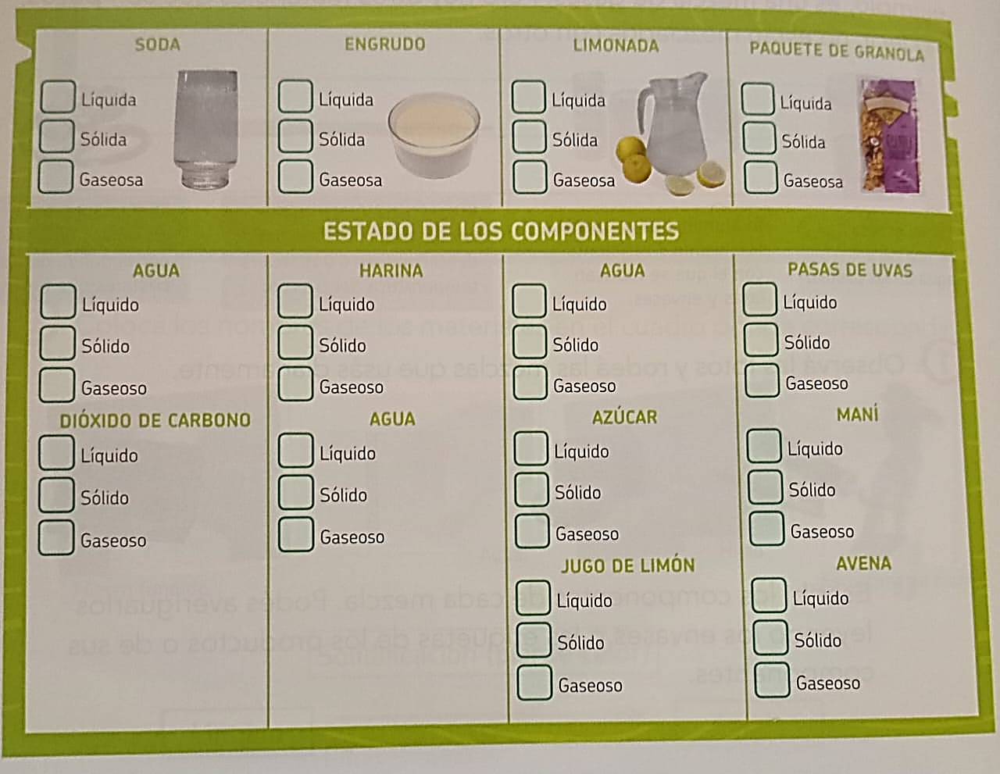 SODA
Líquida
Sólida
Gaseosa
ENGRUDO
Líquida
Sólida
Gaseosa
LIMONADA
Líquida
Sólida
Gaseosa
PAQUETE DE GRANOLA
Líquida
Sólida
Gaseosa
ESTADO DE LOS COMPONENTES
AGUA
Líquido
Sólido
Gaseoso
DIÓXIDO DE CARBONO
Líquido
Sólido
Gaseoso
HARINA
Líquido
Sólido
Gaseoso
AGUA
Líquido
Sólido
Gaseoso
AGUA
Líquido
Sólido
Gaseoso
AZÚCAR
Líquido
Sólido
Gaseoso
JUGO DE LIMÓN
Líquido
Sólido
Gaseoso
PASAS DE UVAS
Líquido
Sólido
Gaseoso
MANÍ
Líquido
Sólido
Gaseoso
AVENA
Líquido
Sólido
Gaseoso